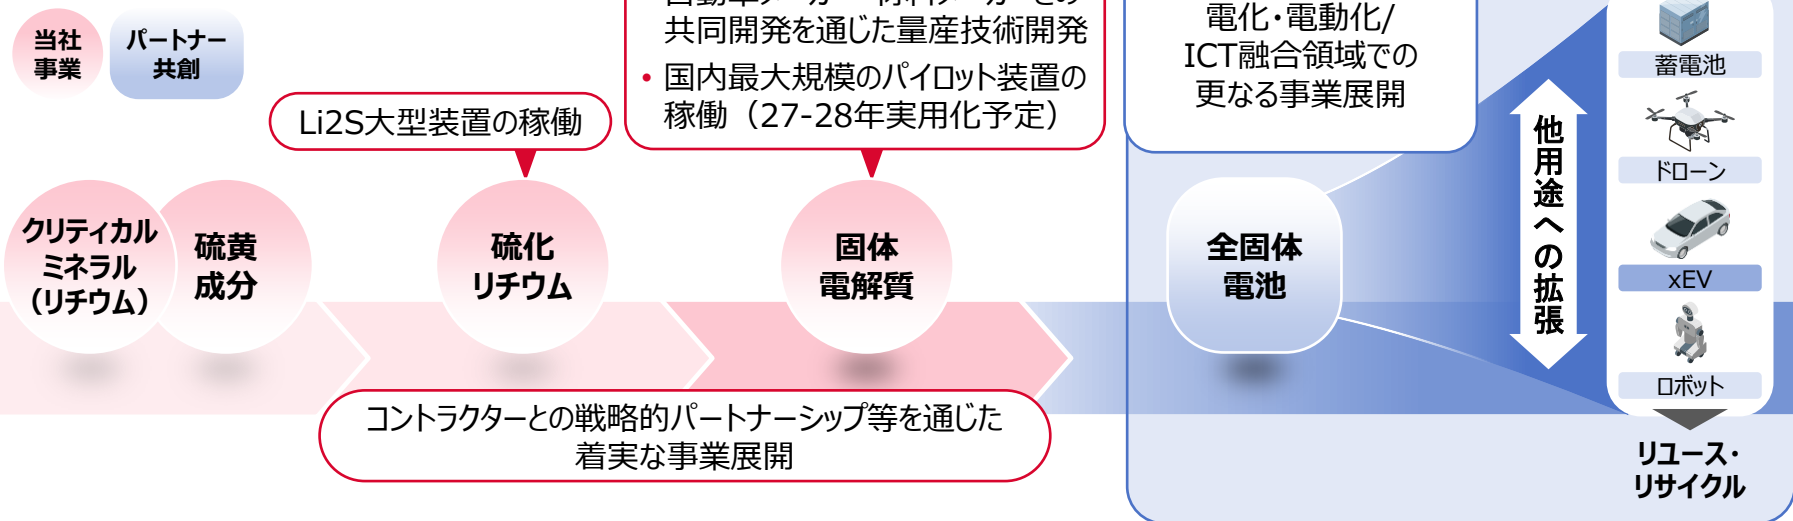 当社
事業
パートナー
共創
共同開発を通じた量産技術開発
• 国内最大規模のパイロット装置の
稼働（27-28年実用化予定）
電化・電動化/
ICT融合領域での
更なる事業展開
Li2S大型装置の稼働
クリティカル
ミネラル
（リチウム）
硫黄
成分
硫化
リチウム
固体
電解質
全固体
電池
他用途への拡張
蓄電池
ドローン
xEV
ロボット
リユース・
リサイクル
コントラクターとの戦略的パートナーシップ等を通じた
着実な事業展開